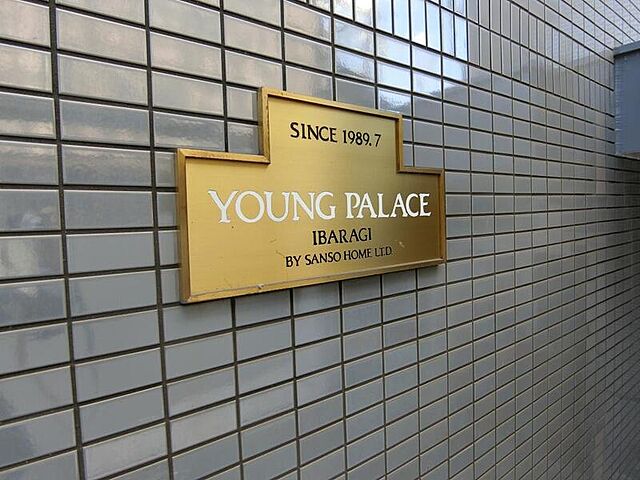 SINCE 1989.7
YOUNG PALACE
IBARAGI
BY SANSO HOME LTD.